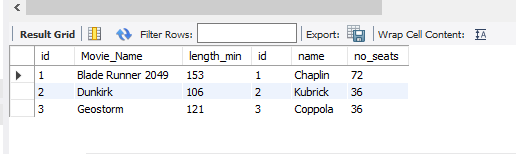 Result Grid Filter Rows: Export: Wrap Cell Content:
id Movie_Name length_min id name no_seats
1 Blade Runner 2049 153 1 Chaplin 72
2 Dunkirk 106 2 Kubrick 36
3 Geostorm 121 3 Coppola 36